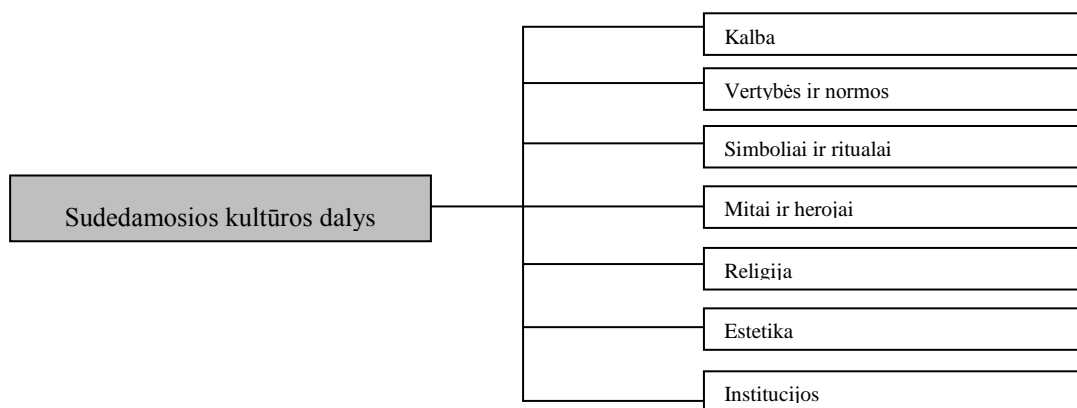 Kalba
Vertybės ir normos
Simboliai ir ritualai
Sudedamosios kultūros dalys
Mitai ir herojai
Religija
Estetika
Institucijos